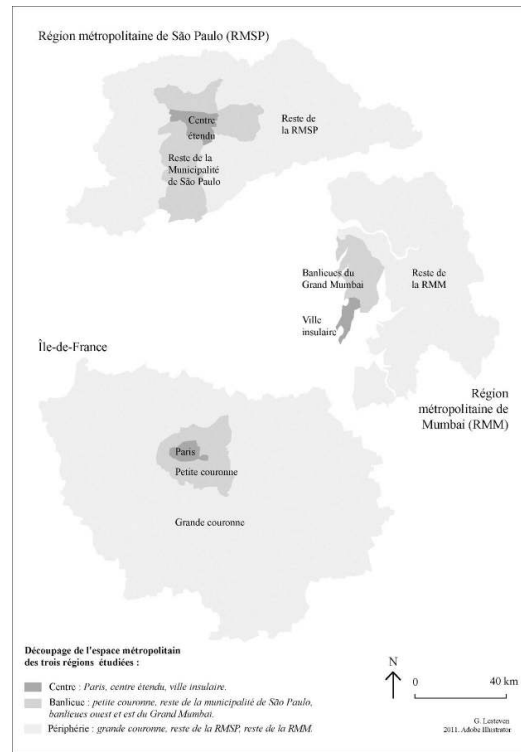 Région métropolitaine de São Paulo (RMSP)
Centre
étendu
Reste de
la RMSP
Reste de la
Municipalité
de São Paulo
Banlieues du
Grand Mumbai
Reste de
la RMM
Ville
insulaire
Île-de-France
Région
métropolitaine de
Mumbai (RMM)
Paris
Petite couronne
Grande couronne
Découpage de l'espace métropolitain
des trois régions étudiées :
Centre : Paris, centre étendu, ville insulaire.
Banlieue : petite couronne, reste de la municipalité de São Paulo,
banlieues ouest et est du Grand Mumbai.
Périphérie : grande couronne, reste de la RMSP, reste de la RMM.
N
0 40 km
G. Lesteven
2011. Adobe Illustrator